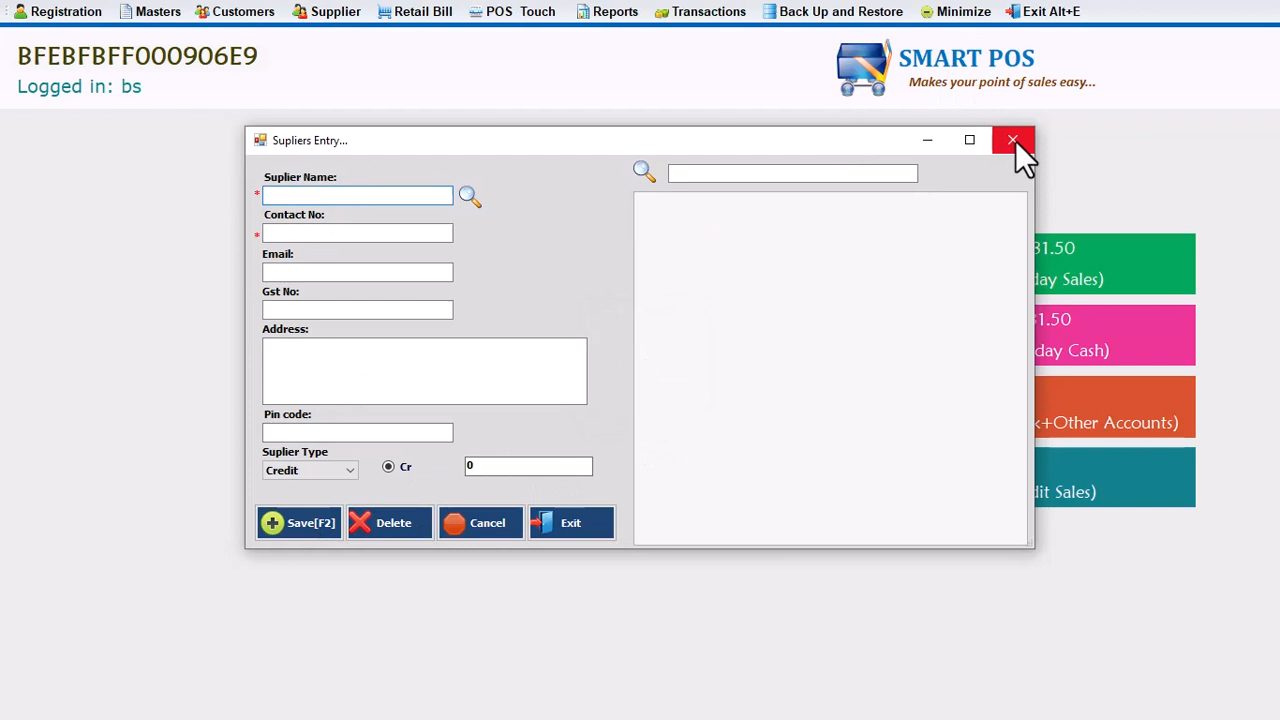 Registration Masters Customers Supplier Retail Bill POS Touch Reports Transactions Back Up and Restore Minimize Exit Alt+E
BFEBFBFF000906E9
Logged in: bs
SMART POS
Makes your point of sales easy...
Supliers Entry...
Suplier Name:
*
Contact No:
*
Email:
Gst No:
Address:
Pin code:
Suplier Type
Credit Cr 0
Save[F2] Delete Cancel Exit
31.50
day Sales)
31.50
day Cash)
k+Other Accounts)
dit Sales)